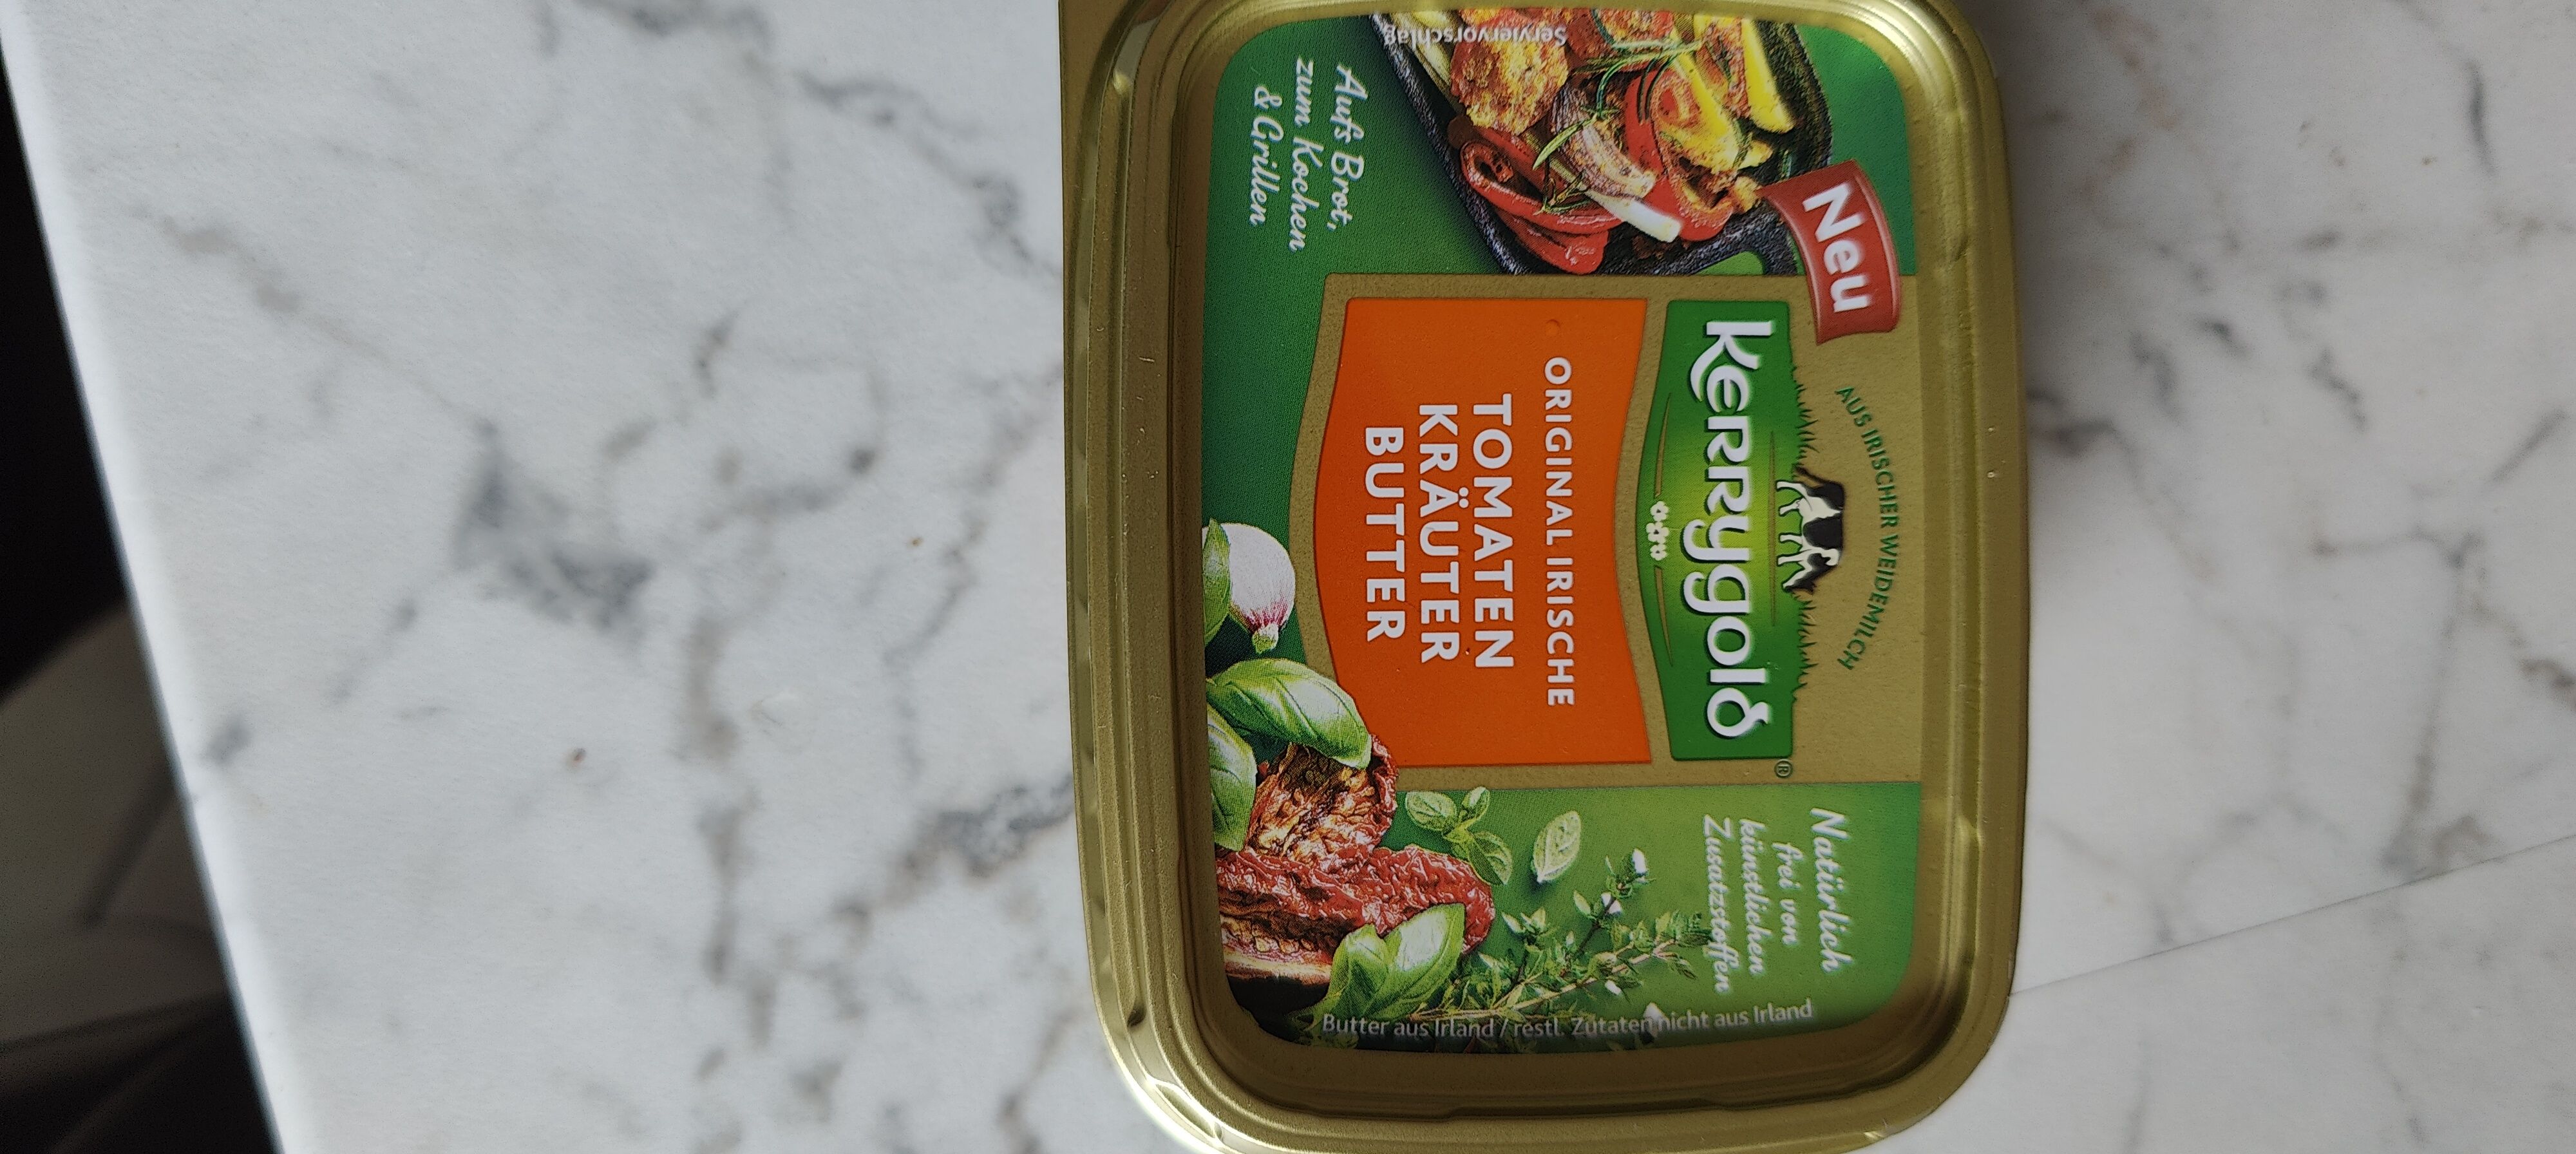 Neu
AUS IRISCHER WEIDEMILCH
Kerrygold®
ORIGINAL IRISCHE
TOMATEN
KRÄUTER
BUTTER
Serviervorschlag
Aufs Brot,
zum Kochen
& Grillen
Natürlich
frei von
künstlichen
Zusatzstoffen
Butter aus Irland / restl. Zutaten nicht aus Irland